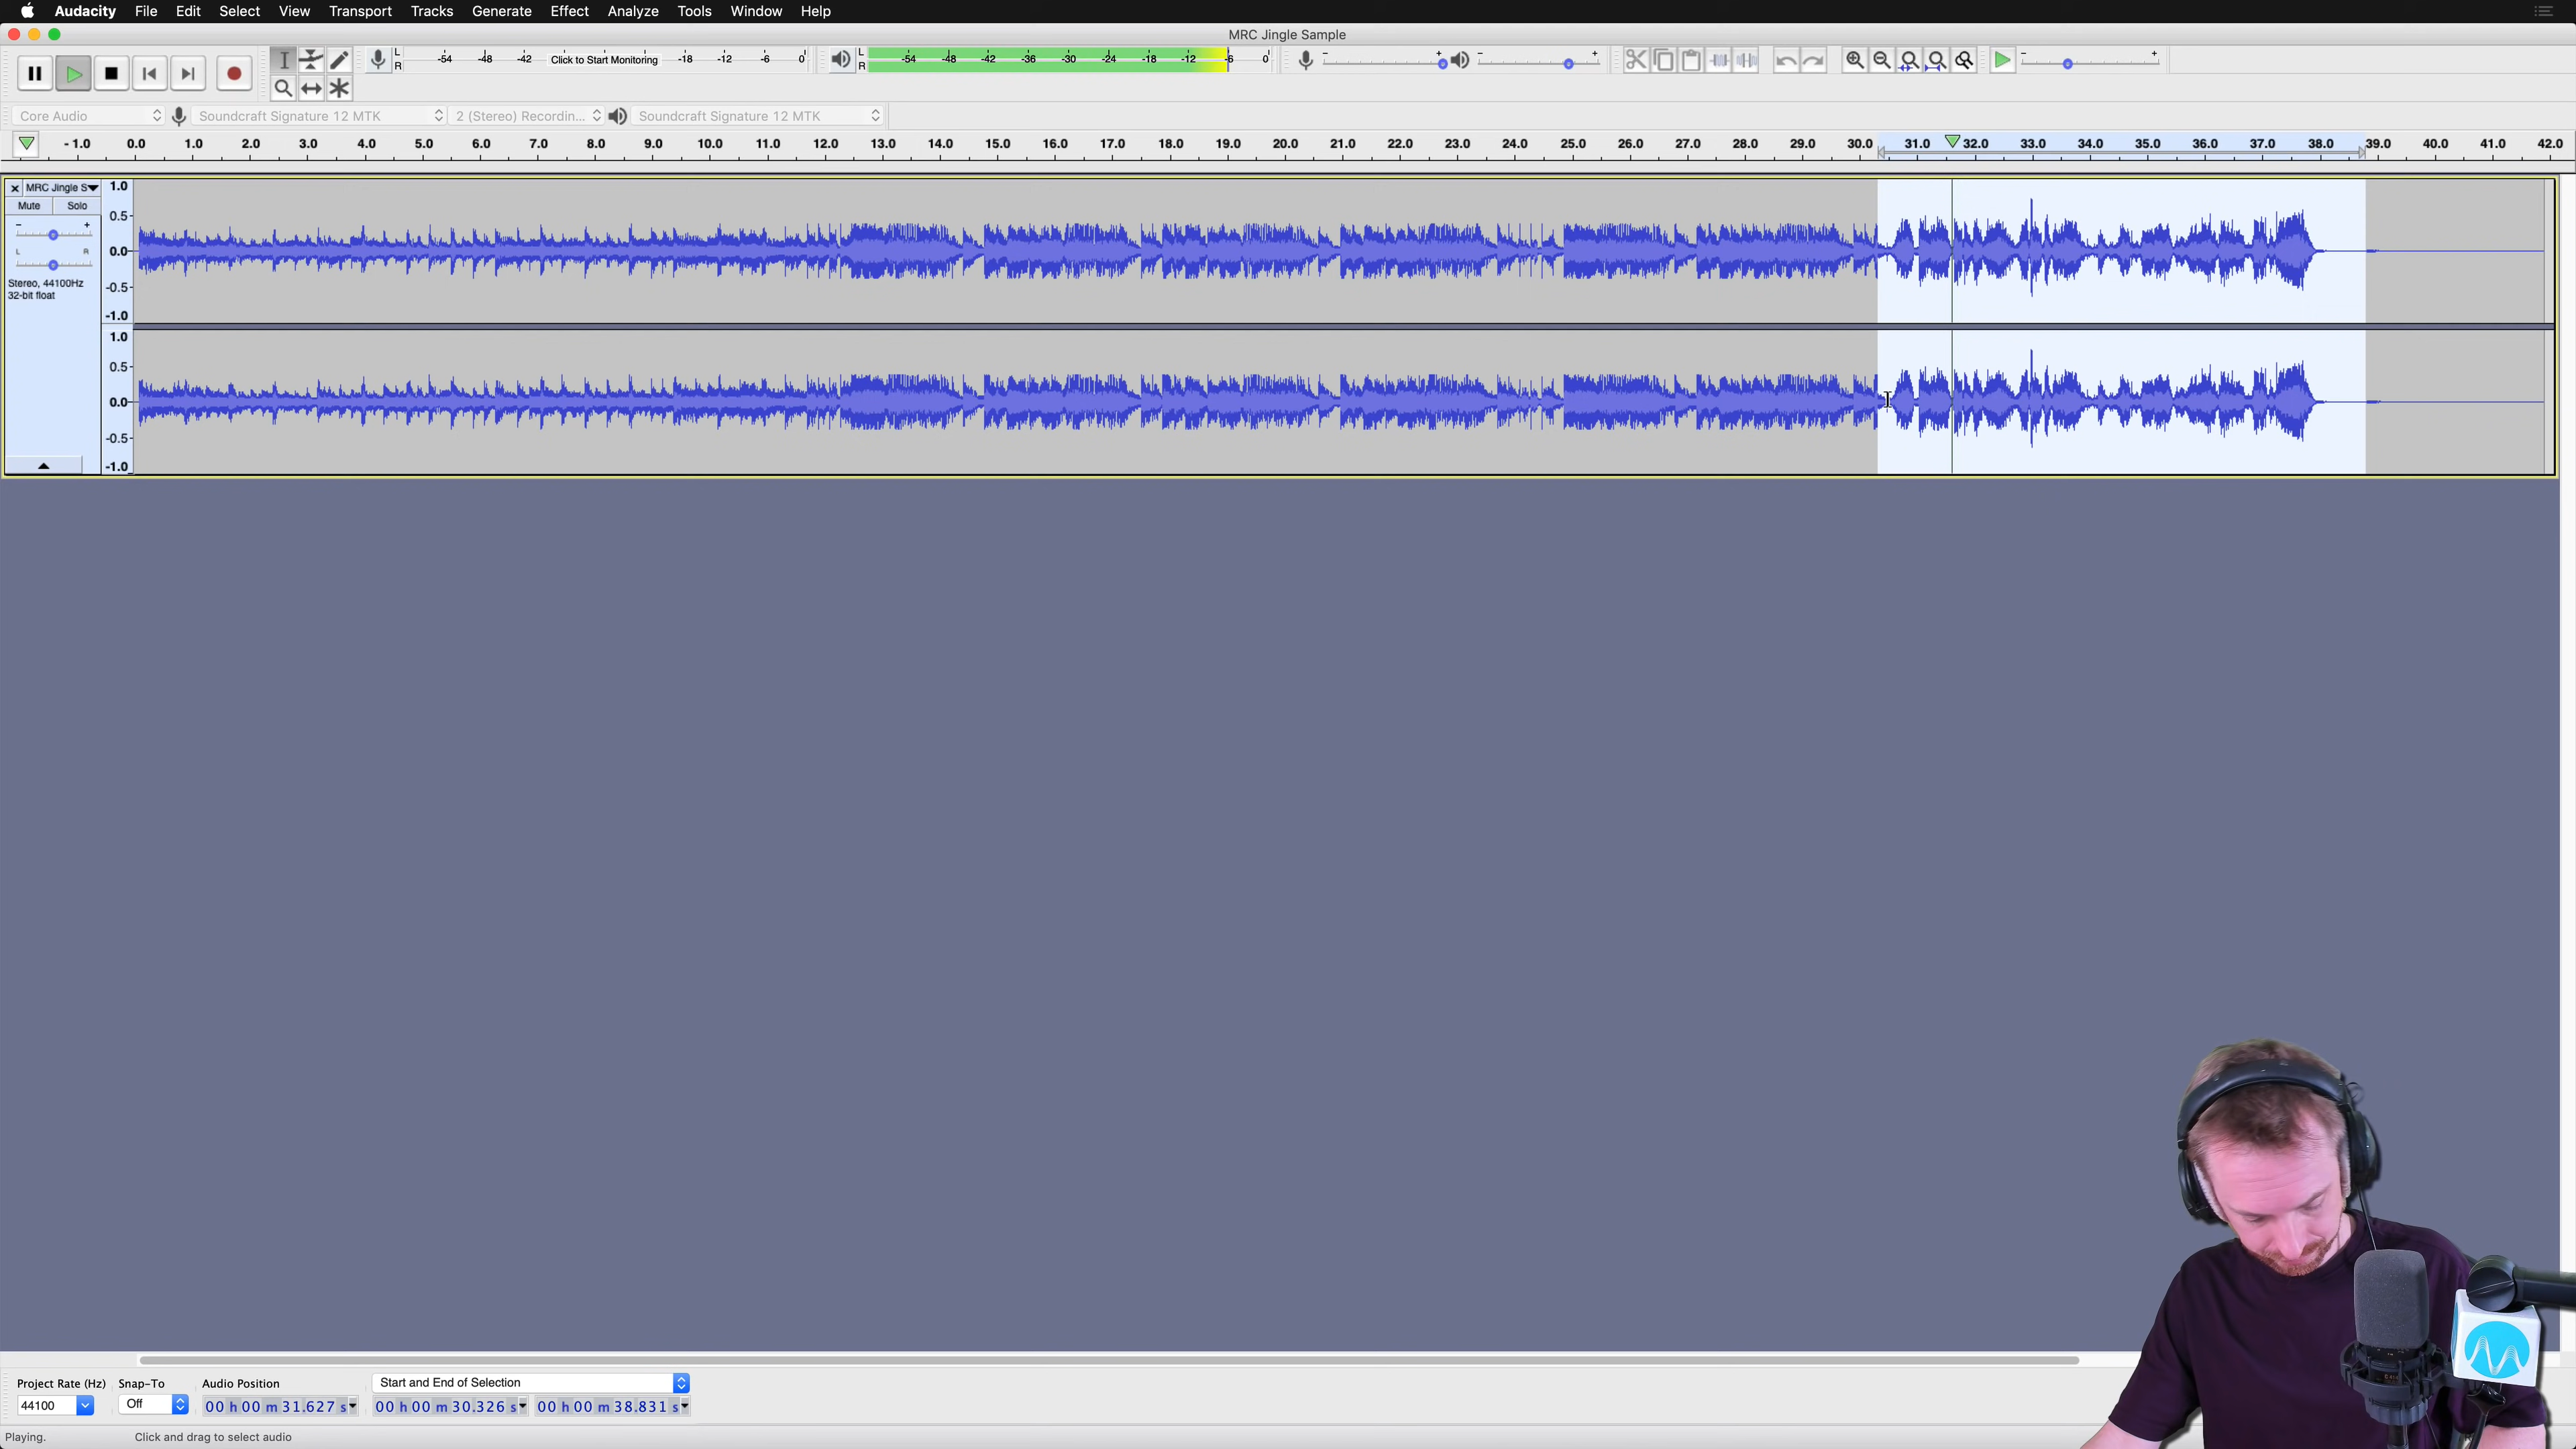 Audacity File Edit Select View Transport Tracks Generate Effect Analyze Tools Window Help
MRC Jingle Sample
L R -54 -48 -42 Click to Start Monitoring -18 -12 -6 0
L R -54 -48 -42 -36 -30 -24 -18 -12 -6 0
- + - + - +
Core Audio Soundcraft Signature 12 MTK 2 (Stereo) Recordin... Soundcraft Signature 12 MTK
-1.0 0.0 1.0 2.0 3.0 4.0 5.0 6.0 7.0 8.0 9.0 10.0 11.0 12.0 13.0 14.0 15.0 16.0 17.0 18.0 19.0 20.0 21.0 22.0 23.0 24.0 25.0 26.0 27.0 28.0 29.0 30.0 31.0 32.0 33.0 34.0 35.0 36.0 37.0 38.0 39.0 40.0 41.0 42.0
MRC Jingle S
Mute Solo
- +
L R
Stereo, 44100Hz
32-bit float
1.0
0.5
0.0
-0.5
-1.0
1.0
0.5
0.0
-0.5
-1.0
Project Rate (Hz) Snap-To Audio Position Start and End of Selection
44100 Off 00 h 00 m 31.627 s 00 h 00 m 30.326 s 00 h 00 m 38.831 s
Playing. Click and drag to select audio